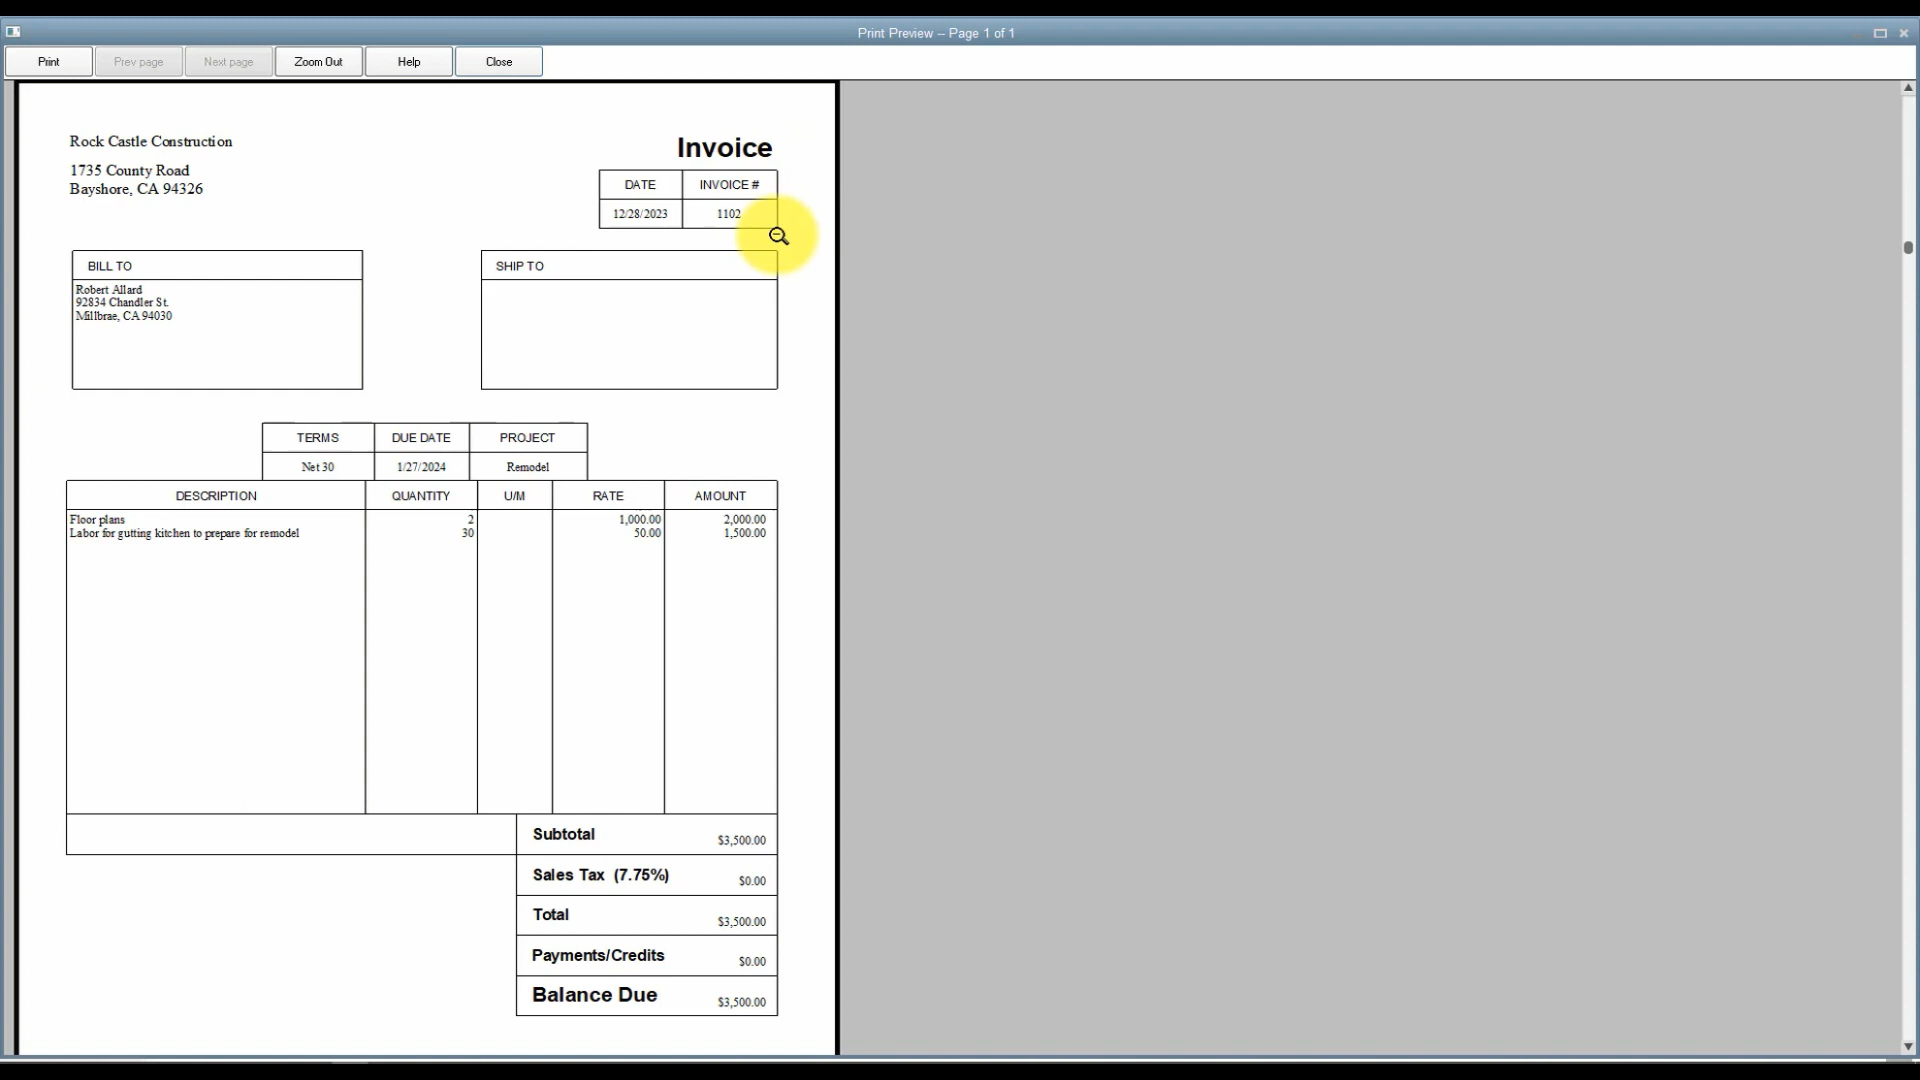 Print Preview -- Page 1 of 1
Print Prev page Next page Zoom Out Help Close
Rock Castle Construction
1735 County Road
Bayshore, CA 94326
Invoice
DATE INVOICE #
12/28/2023 1102
BILL TO
Robert Allard
92834 Chandler St.
Millbrae, CA 94030
SHIP TO
TERMS DUE DATE PROJECT
Net 30 1/27/2024 Remodel
DESCRIPTION QUANTITY U/M RATE AMOUNT
Floor plans 2 1,000.00 2,000.00
Labor for gutting kitchen to prepare for remodel 30 50.00 1,500.00
Subtotal $3,500.00
Sales Tax (7.75%) $0.00
Total $3,500.00
Payments/Credits $0.00
Balance Due $3,500.00